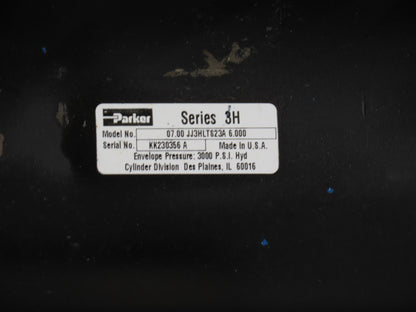 Parker Series 3H
Model No. 07.00 JJ3HLTS23A 6.000
Serial No. KK230356 A Made in U.S.A.
Envelope Pressure: 3000 P.S.I. Hyd
Cylinder Division Des Plaines, IL 60016